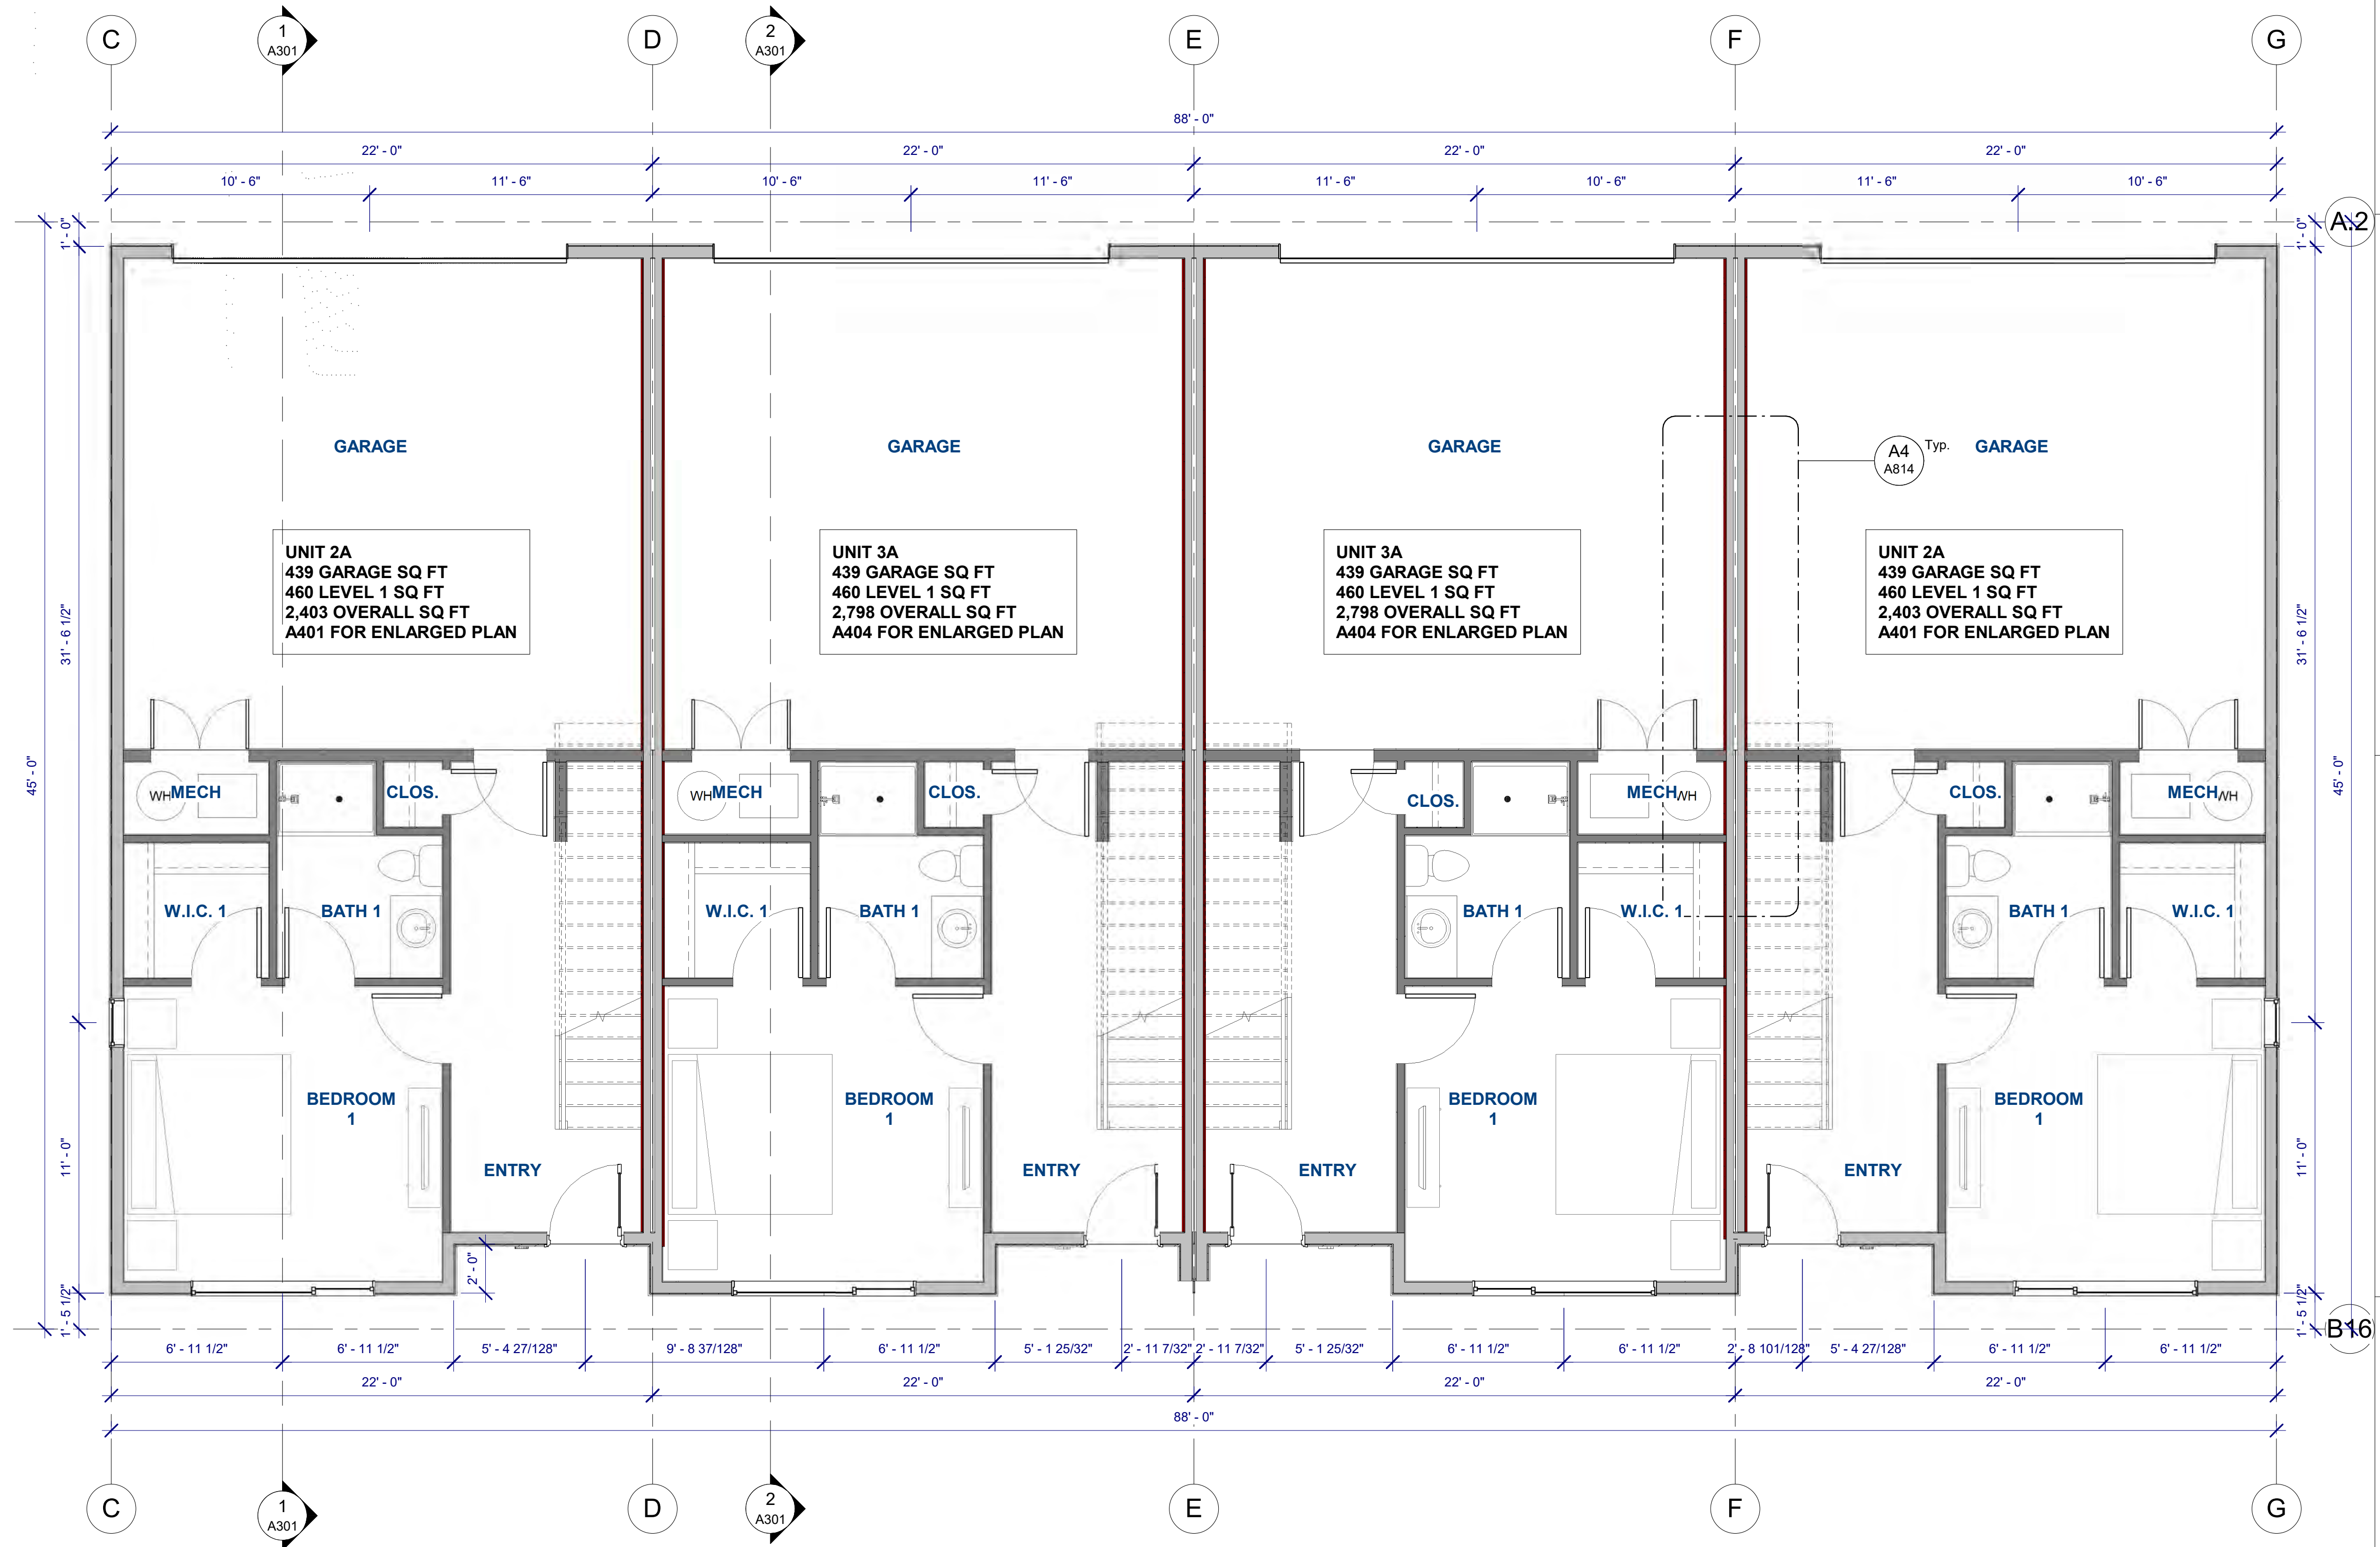 C
1
A301
D
2
A301
E
F
G
88' - 0"
22' - 0"
22' - 0"
22' - 0"
22' - 0"
10' - 6"
11' - 6"
10' - 6"
11' - 6"
11' - 6"
10' - 6"
11' - 6"
10' - 6"
1' - 0"
1' - 0"
A.2
GARAGE
GARAGE
GARAGE
GARAGE
A4
A814
Typ.
UNIT 2A
439 GARAGE SQ FT
460 LEVEL 1 SQ FT
2,403 OVERALL SQ FT
A401 FOR ENLARGED PLAN
UNIT 3A
439 GARAGE SQ FT
460 LEVEL 1 SQ FT
2,798 OVERALL SQ FT
A404 FOR ENLARGED PLAN
UNIT 3A
439 GARAGE SQ FT
460 LEVEL 1 SQ FT
2,798 OVERALL SQ FT
A404 FOR ENLARGED PLAN
UNIT 2A
439 GARAGE SQ FT
460 LEVEL 1 SQ FT
2,403 OVERALL SQ FT
A401 FOR ENLARGED PLAN
31' - 6 1/2"
31' - 6 1/2"
45' - 0"
45' - 0"
WH
MECH
CLOS.
WH
MECH
CLOS.
CLOS.
MECH
WH
CLOS.
MECH
WH
W.I.C. 1
BATH 1
W.I.C. 1
BATH 1
BATH 1
W.I.C. 1
BATH 1
W.I.C. 1
BEDROOM
1
BEDROOM
1
BEDROOM
1
BEDROOM
1
11' - 0"
11' - 0"
ENTRY
ENTRY
ENTRY
ENTRY
2' - 0"
1' - 5 1/2"
1' - 5 1/2"
B16
6' - 11 1/2"
6' - 11 1/2"
5' - 4 27/128"
9' - 8 37/128"
6' - 11 1/2"
5' - 1 25/32"
2' - 11 7/32"
2' - 11 7/32"
5' - 1 25/32"
6' - 11 1/2"
6' - 11 1/2"
2' - 8 101/128"
5' - 4 27/128"
6' - 11 1/2"
6' - 11 1/2"
22' - 0"
22' - 0"
22' - 0"
22' - 0"
88' - 0"
C
1
A301
D
2
A301
E
F
G